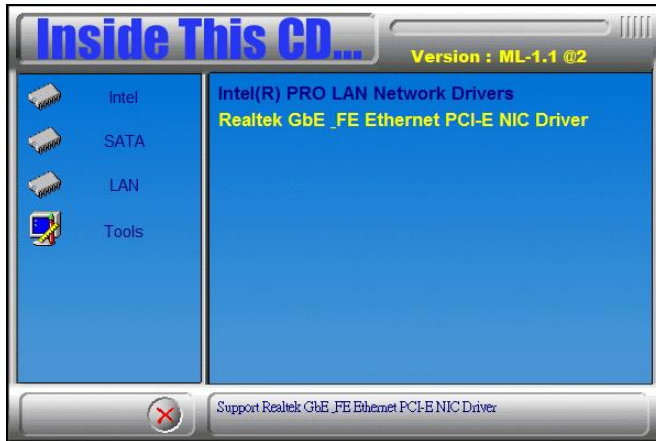 Inside This CD...
Version : ML-1.1 @2
Intel
SATA
LAN
Tools
Intel(R) PRO LAN Network Drivers
Realtek GbE _FE Ethernet PCI-E NIC Driver
Support Realtek GbE _FE Ethernet PCI-E NIC Driver